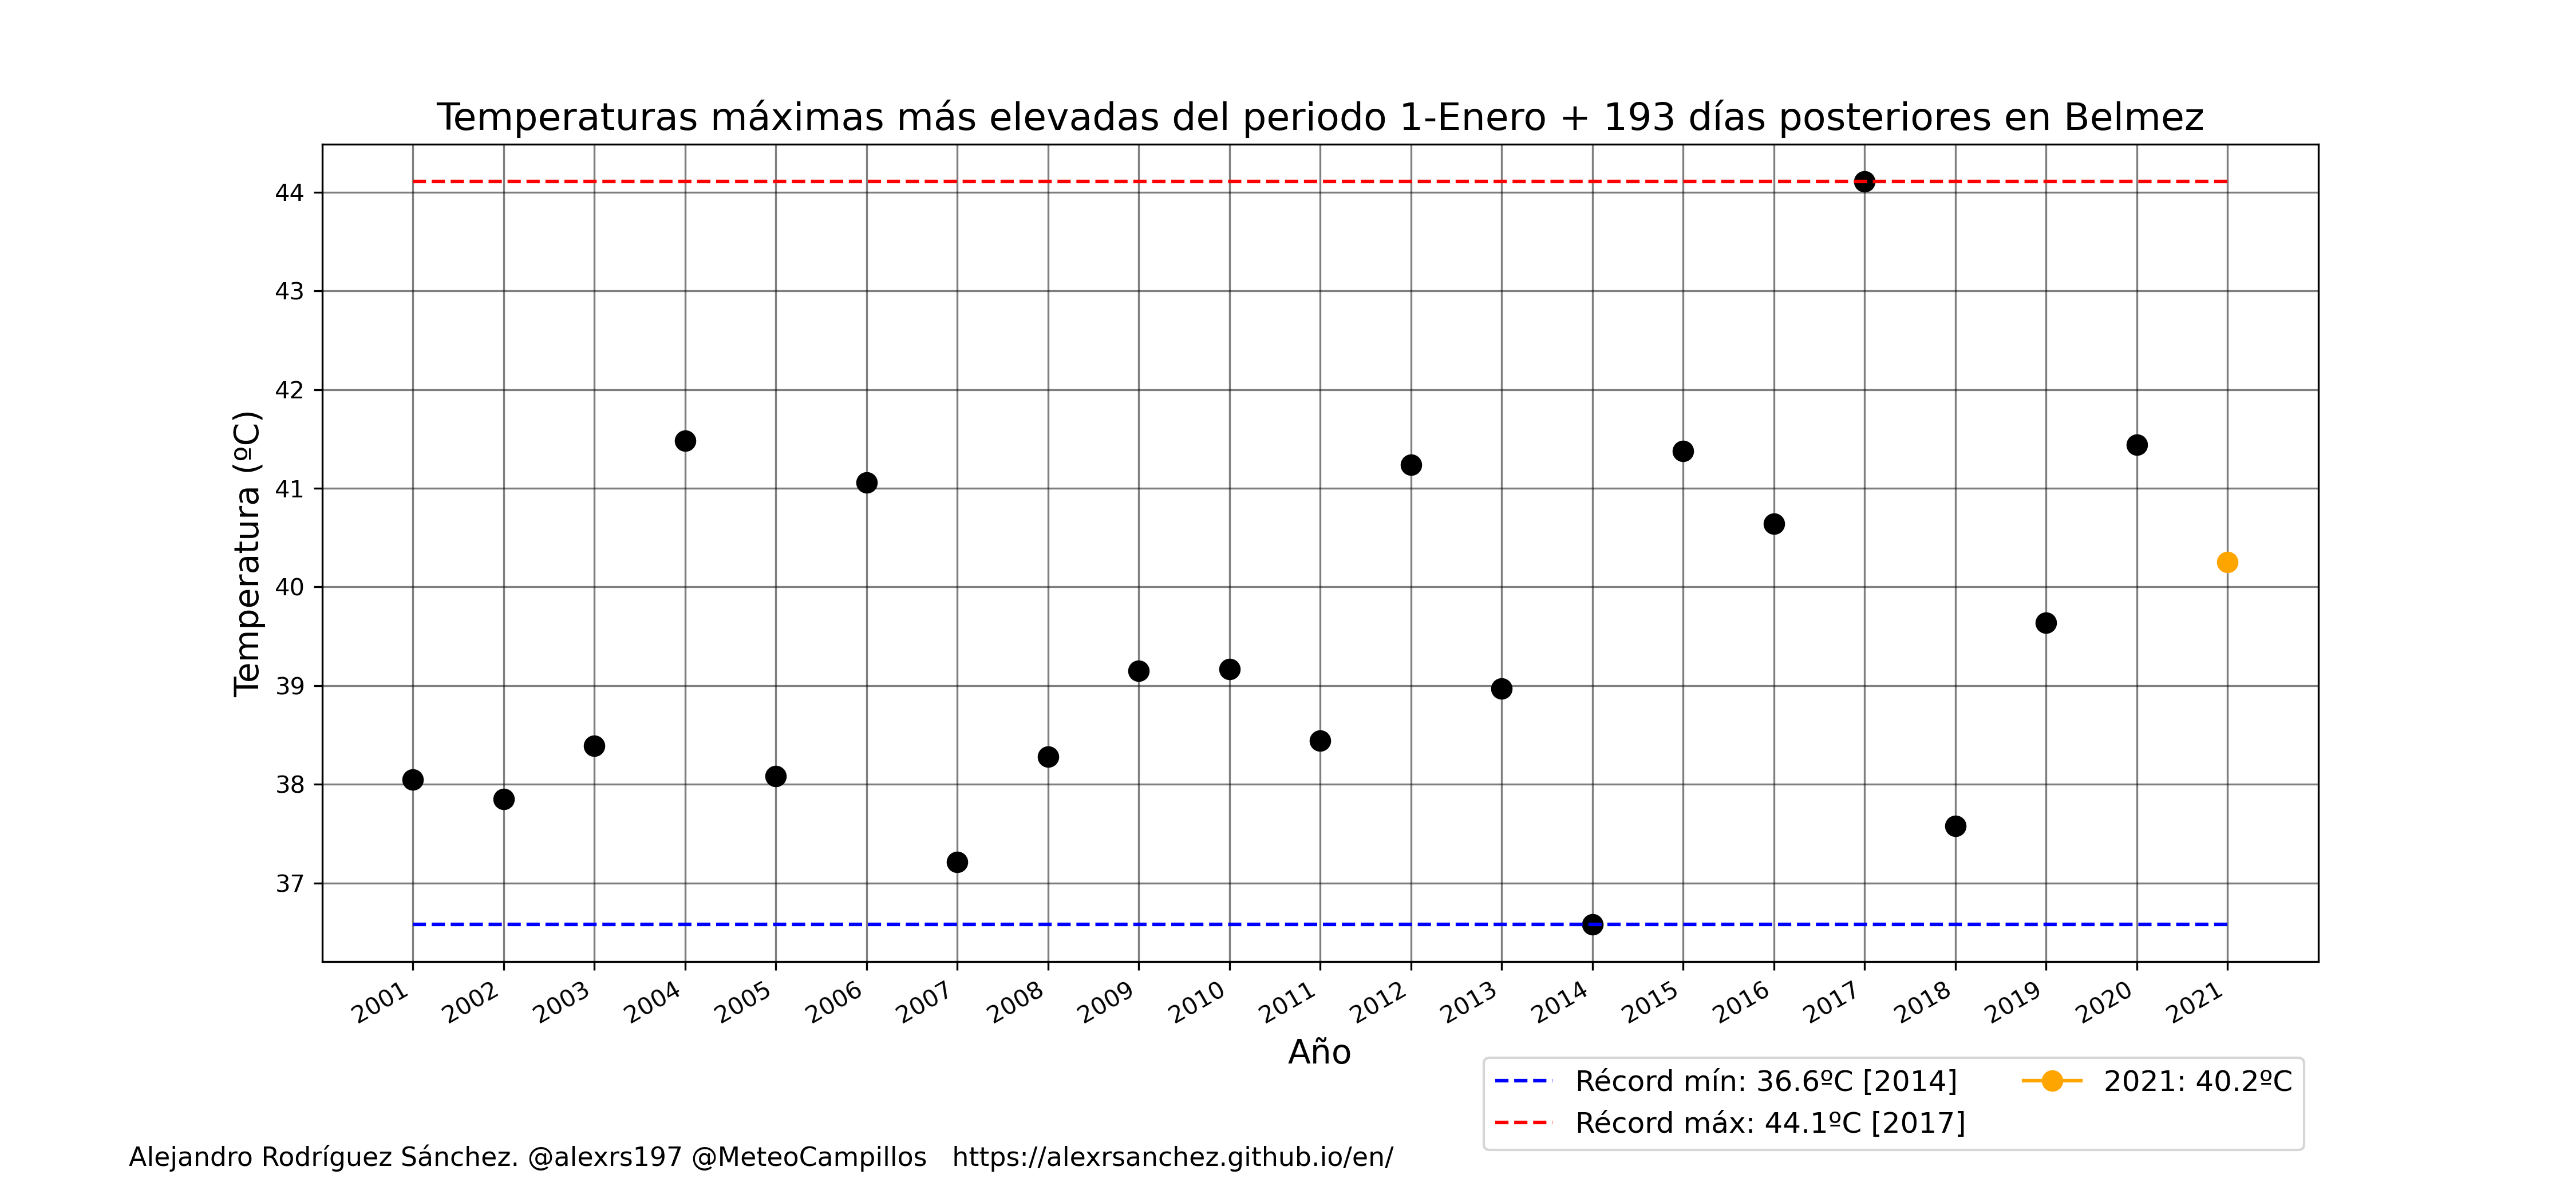 Temperaturas máximas más elevadas del periodo 1-Enero + 193 días posteriores en Belmez
Temperatura (ºC)
44
43
42
41
40
39
38
37
2001 2002 2003 2004 2005 2006 2007 2008 2009 2010 2011 2012 2013 2014 2015 2016 2017 2018 2019 2020 2021
Año
Récord mín: 36.6ºC [2014]
Récord máx: 44.1ºC [2017]
2021: 40.2ºC
Alejandro Rodríguez Sánchez. @alexrs197 @MeteoCampillos https://alexrsanchez.github.io/en/